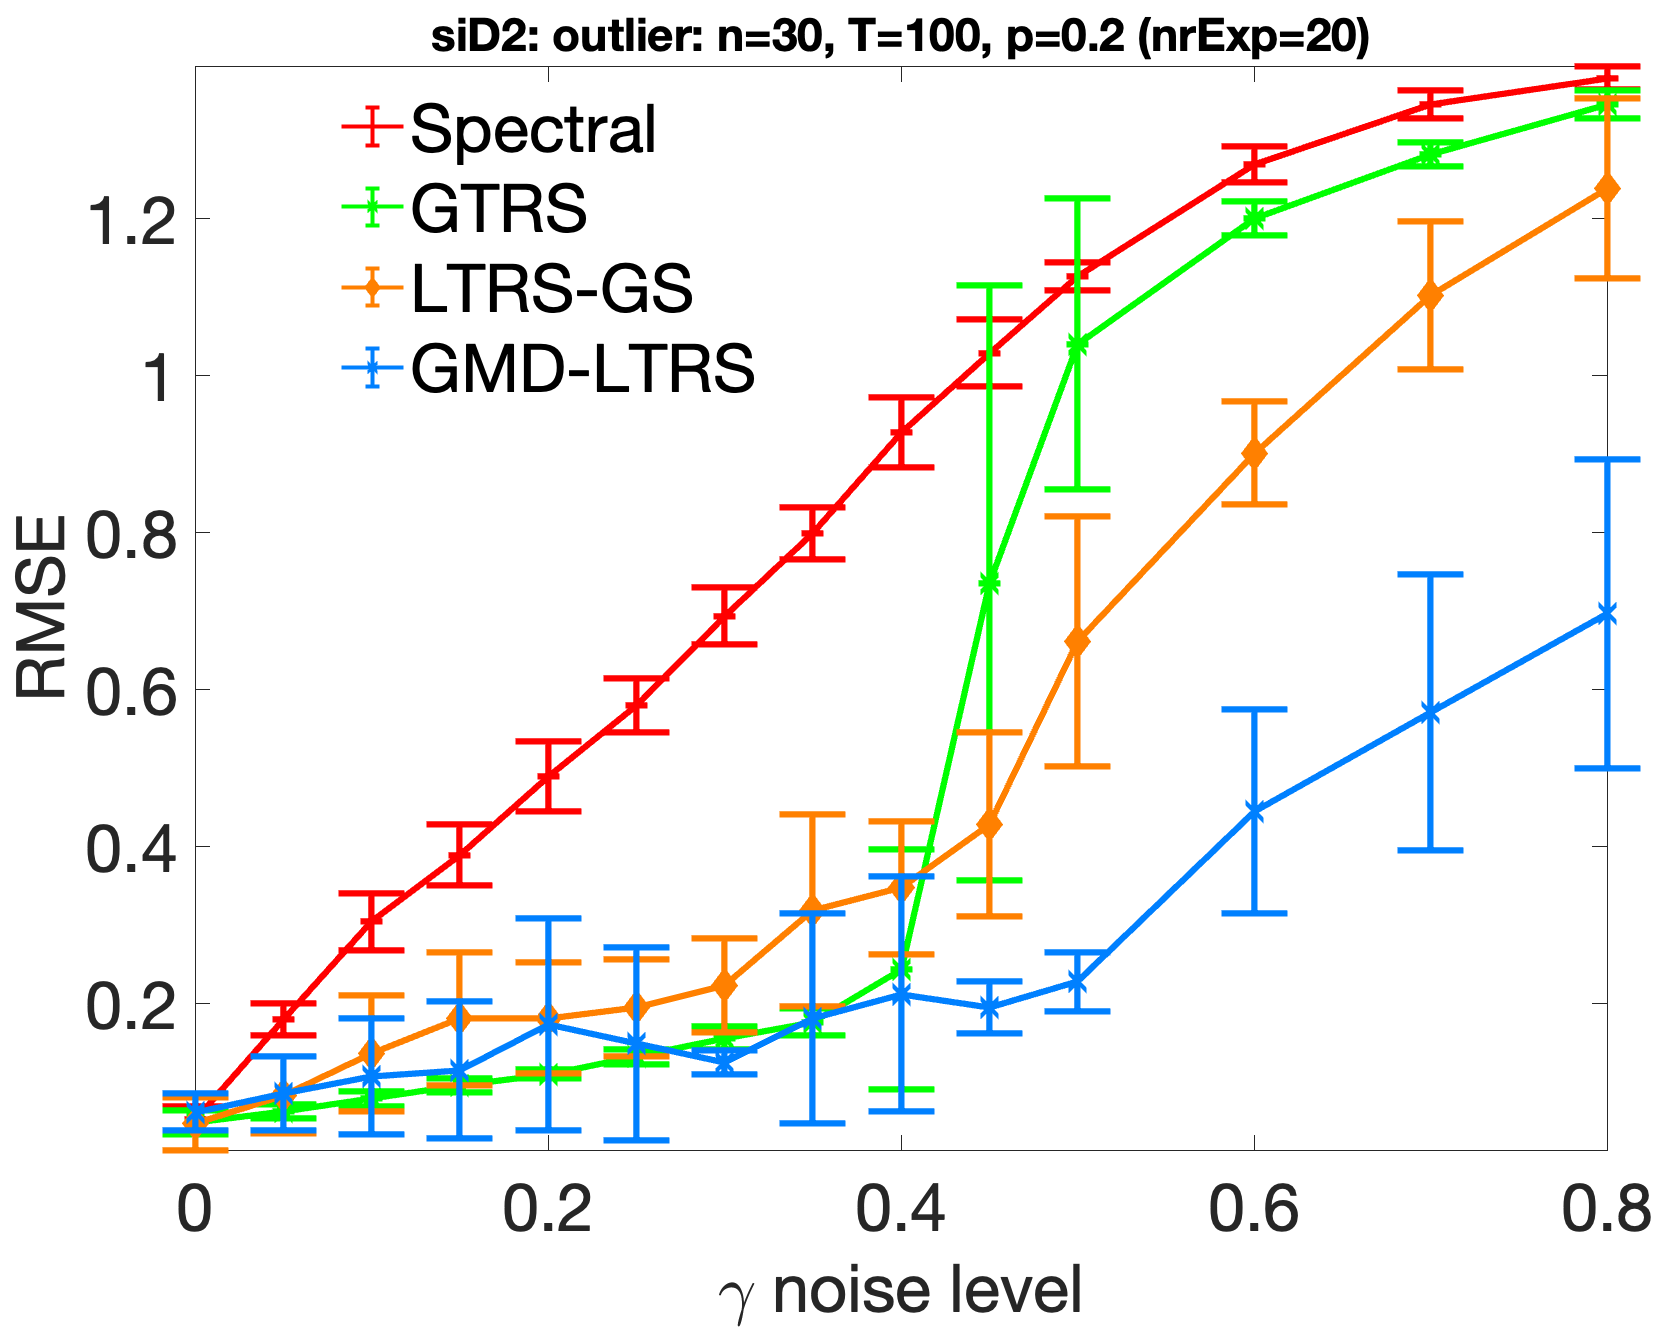 siD2: outlier: n=30, T=100, p=0.2 (nrExp=20)
Spectral
GTRS
LTRS-GS
GMD-LTRS
RMSE
1.2
1
0.8
0.6
0.4
0.2
0 0.2 0.4 0.6 0.8
γ noise level